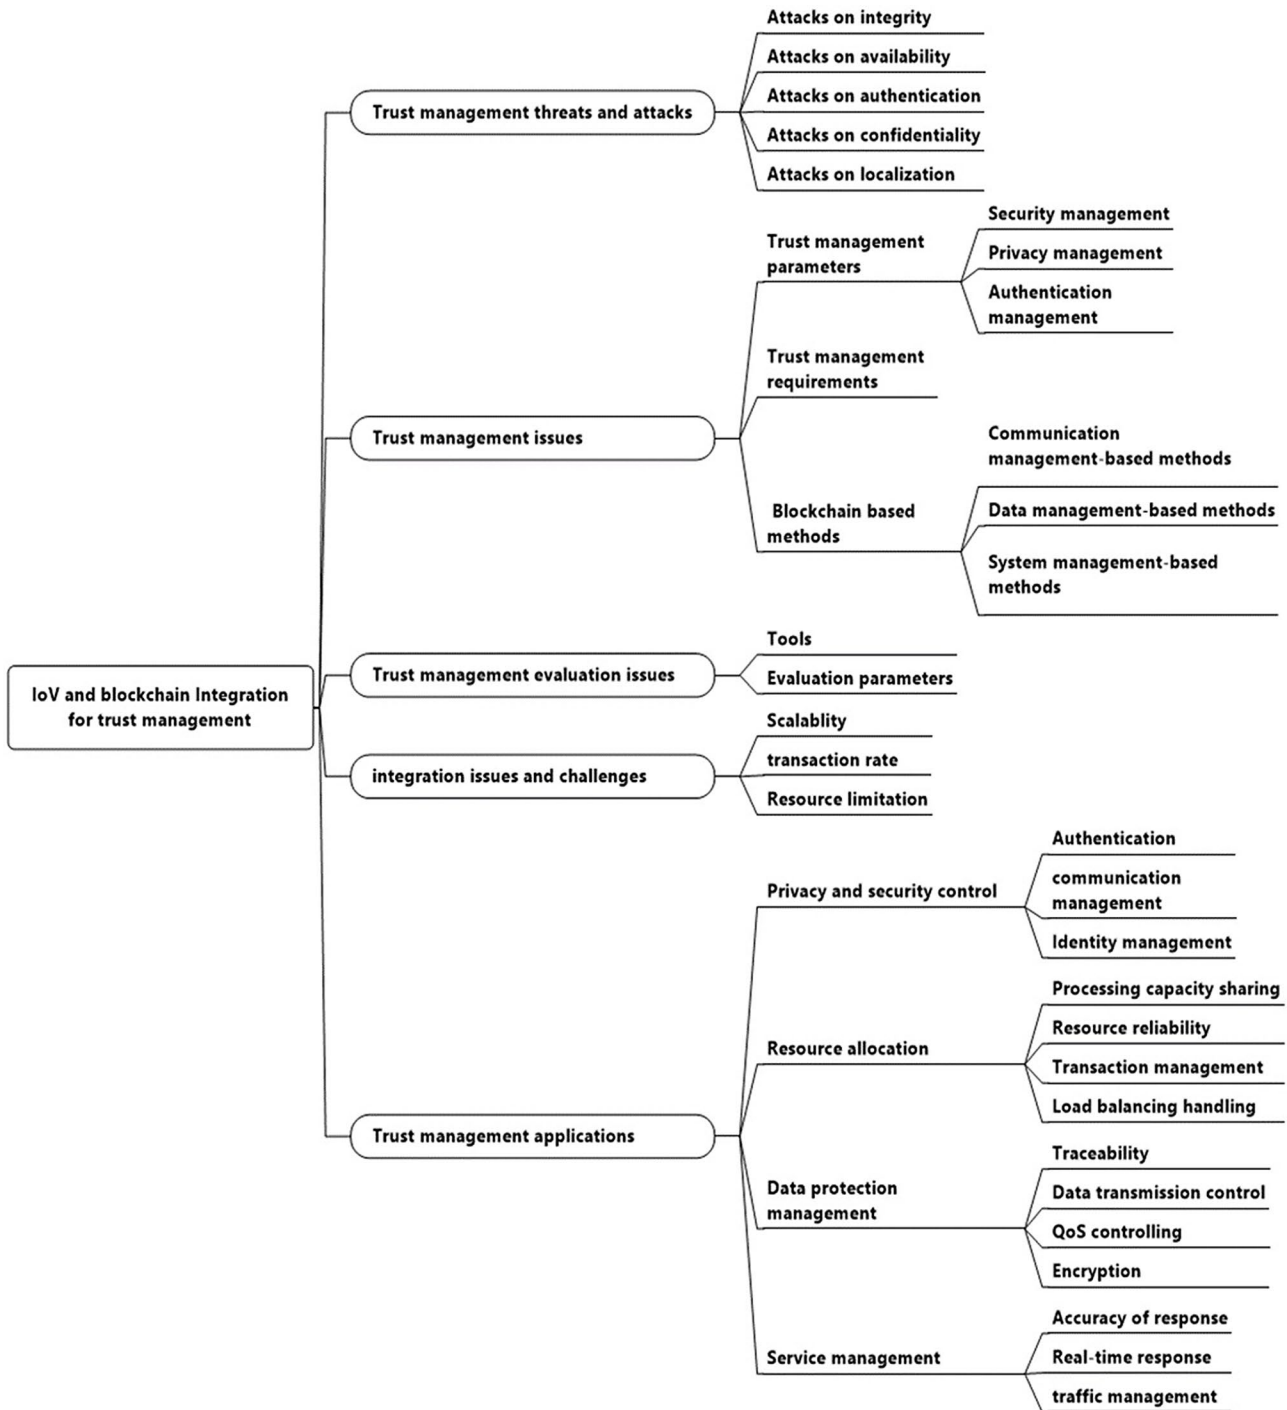 Attacks on integrity
Attacks on availability
Attacks on authentication
Attacks on confidentiality
Attacks on localization
Trust management threats and attacks
Security management
Privacy management
Authentication
management
Trust management
parameters
Trust management
requirements
Trust management issues
Communication
management-based methods
Data management-based methods
System management-based
methods
Blockchain based
methods
Tools
Evaluation parameters
Trust management evaluation issues
IoV and blockchain Integration
for trust management
Scalablity
transaction rate
Resource limitation
integration issues and challenges
Authentication
communication
management
Identity management
Privacy and security control
Processing capacity sharing
Resource reliability
Transaction management
Load balancing handling
Resource allocation
Trust management applications
Traceability
Data transmission control
QoS controlling
Encryption
Data protection
management
Accuracy of response
Real-time response
traffic management
Service management